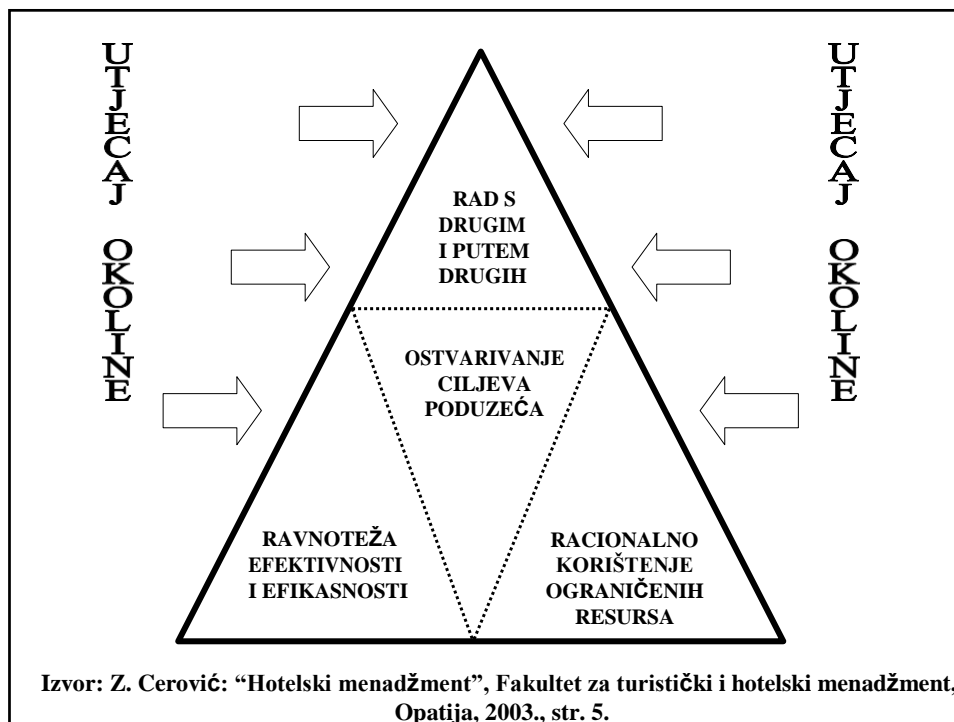 UTJECAJ OKOLINE
UTJECAJ OKOLINE
RAD S
DRUGIM
I PUTEM
DRUGIH
OSTVARIVANJE
CILJEVA
PODUZEĆA
RAVNOTEŽA
EFEKTIVNOSTI
I EFIKASNOSTI
RACIONALNO
KORIŠTENJE
OGRANIČENIH
RESURSA
Izvor: Z. Cerović: “Hotelski menadžment”, Fakultet za turistički i hotelski menadžment,
Opatija, 2003., str. 5.